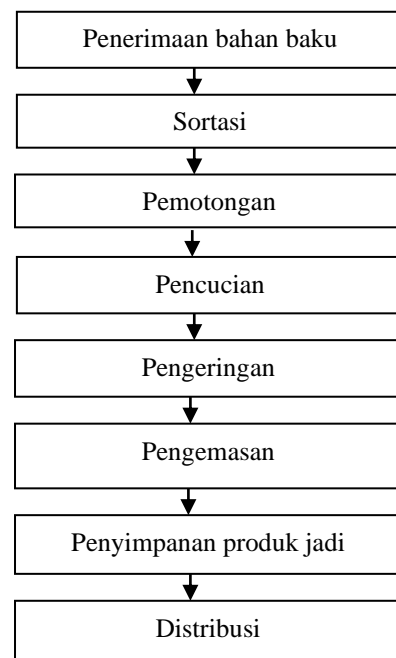 Penerimaan bahan baku
Sortasi
Pemotongan
Pencucian
Pengeringan
Pengemasan
Penyimpanan produk jadi
Distribusi